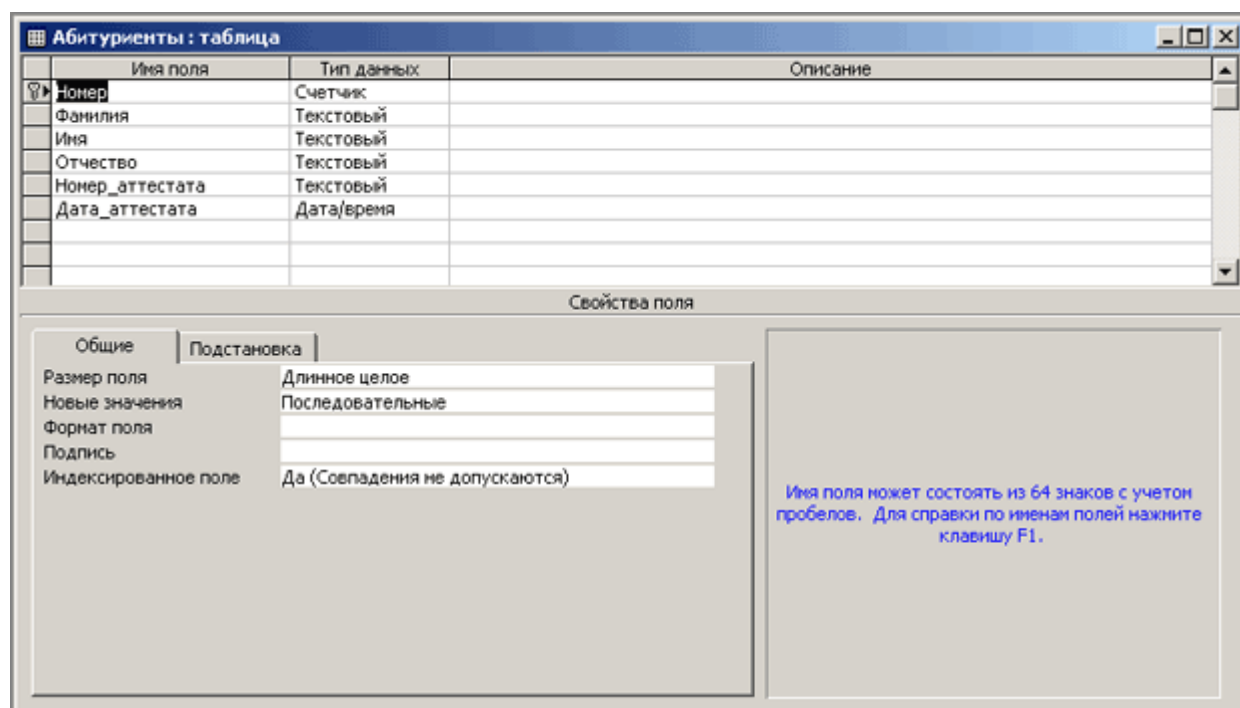 Абитуриенты : таблица
Имя поля Тип данных Описание
Номер Счетчик
Фамилия Текстовый
Имя Текстовый
Отчество Текстовый
Номер_аттестата Текстовый
Дата_аттестата Дата/время
Свойства поля
Общие Подстановка
Размер поля Длинное целое
Новые значения Последовательные
Формат поля
Подпись
Индексированное поле Да (Совпадения не допускаются)
Имя поля может состоять из 64 знаков с учетом
пробелов. Для справки по именам полей нажмите
клавишу F1.